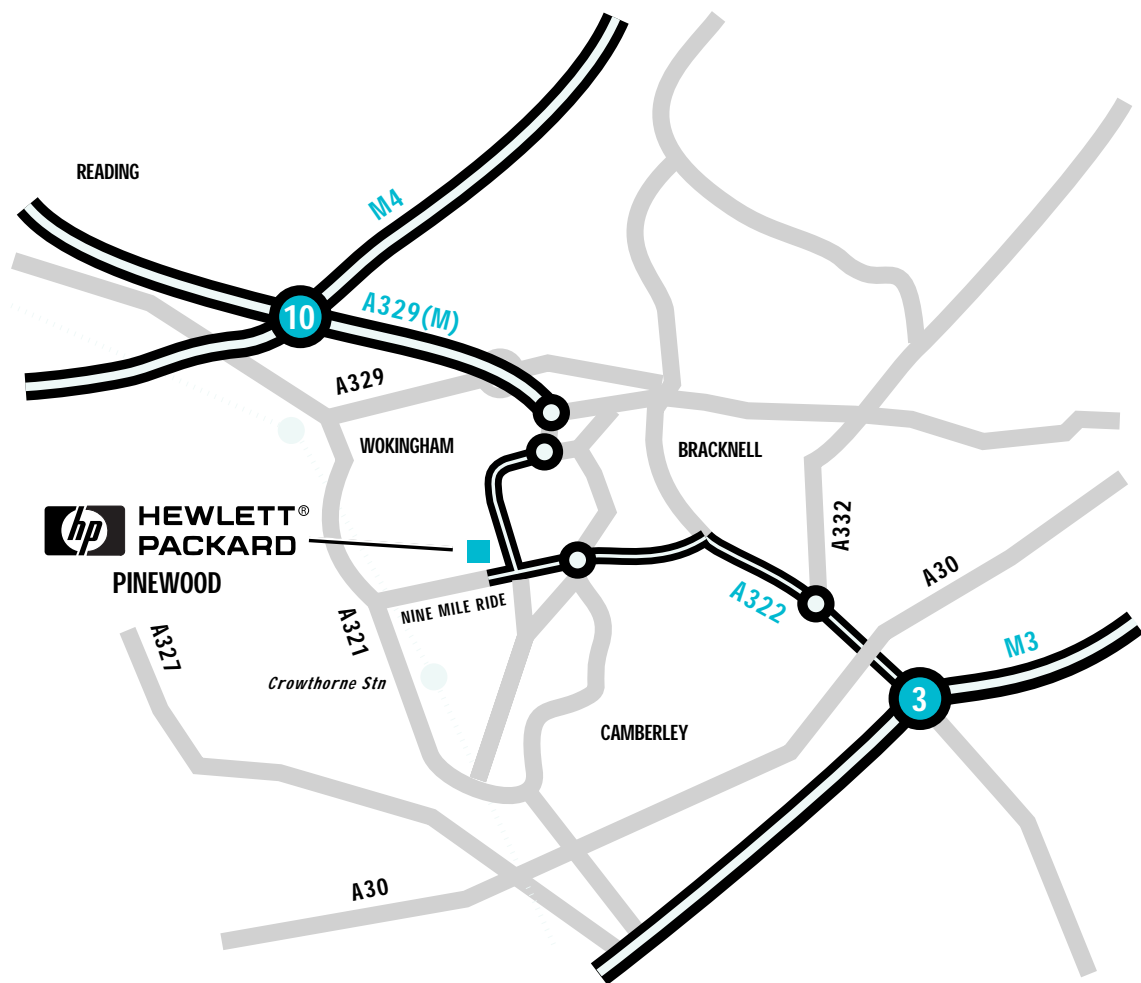 READING
M4
10
A329(M)
A329
WOKINGHAM
BRACKNELL
hp HEWLETT®
PACKARD
PINEWOOD
A332
A30
A322
NINE MILE RIDE
A321
A327
M3
Crowthorne Stn
3
CAMBERLEY
A30